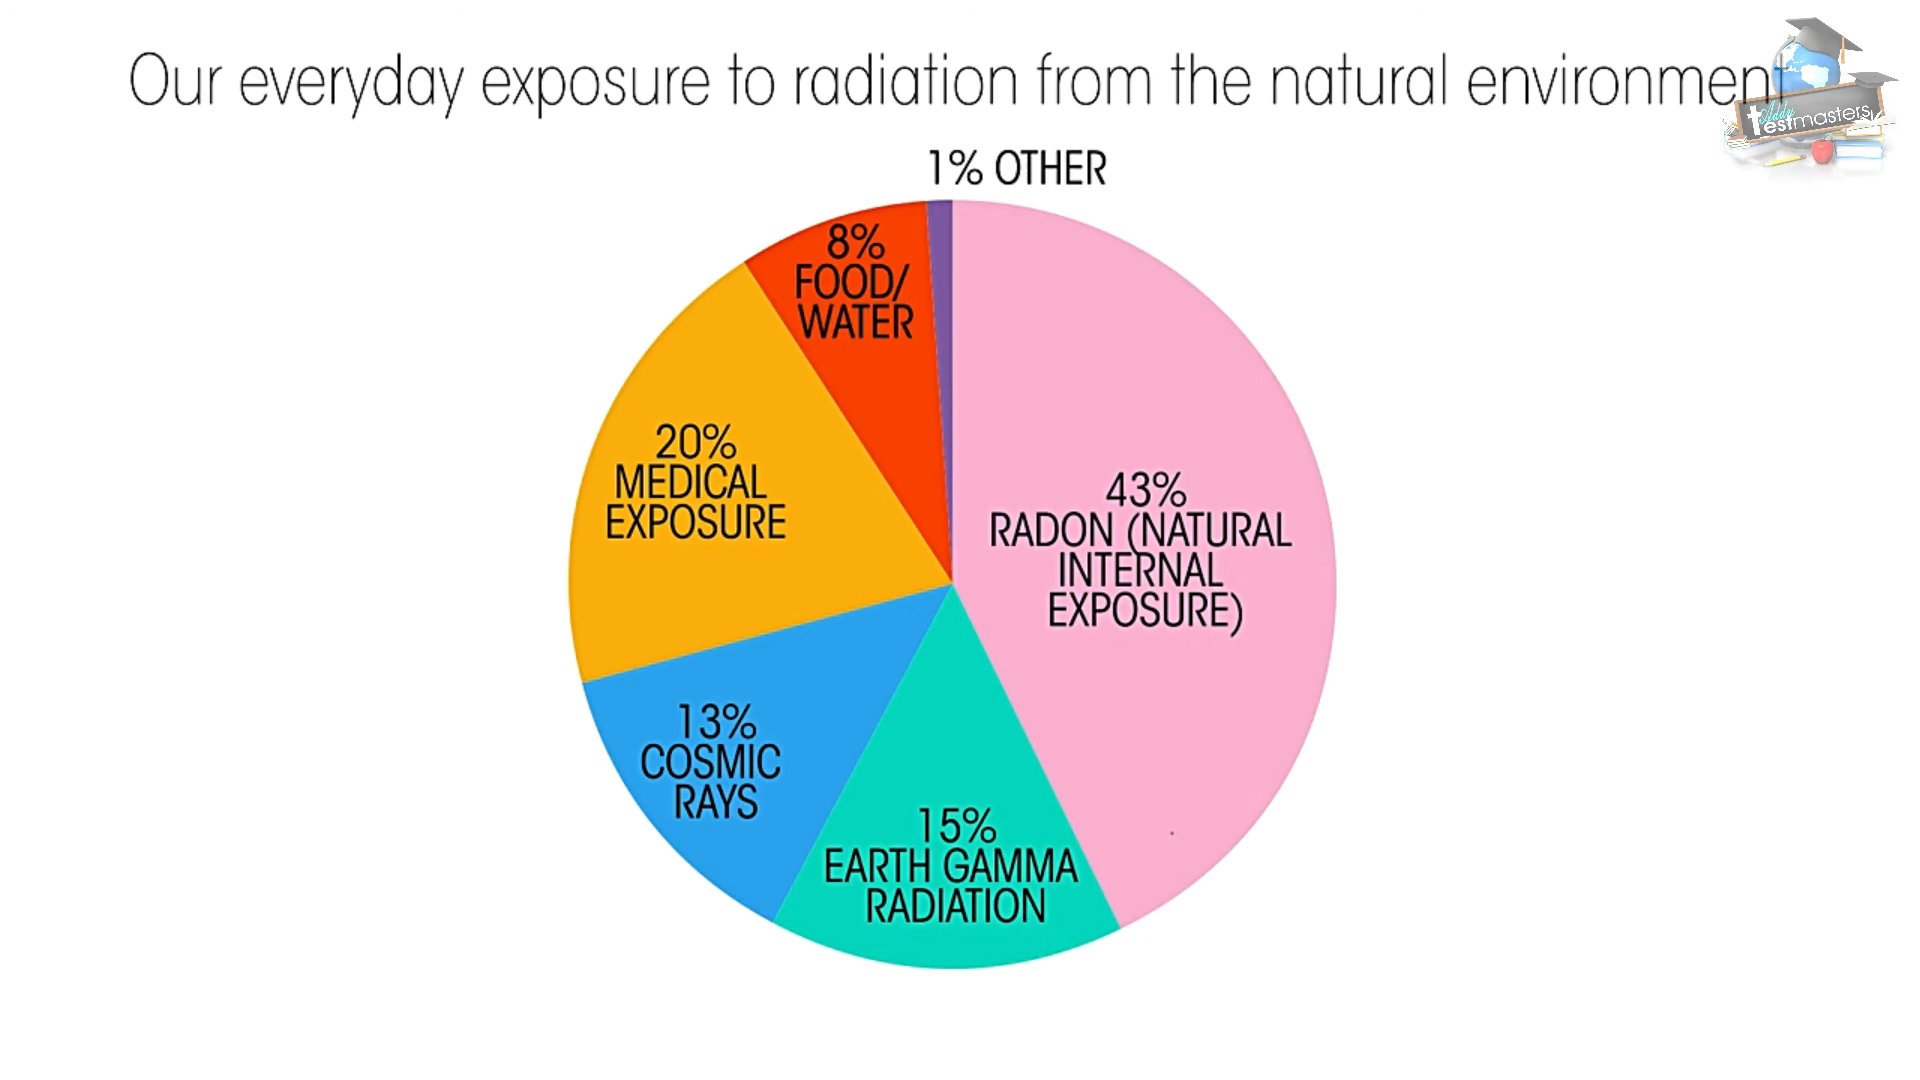 Our everyday exposure to radiation from the natural environment
1% OTHER
8%
FOOD/
WATER
20%
MEDICAL
EXPOSURE
43%
RADON (NATURAL
INTERNAL
EXPOSURE)
13%
COSMIC
RAYS
15%
EARTH GAMMA
RADIATION
Addy
testmasters